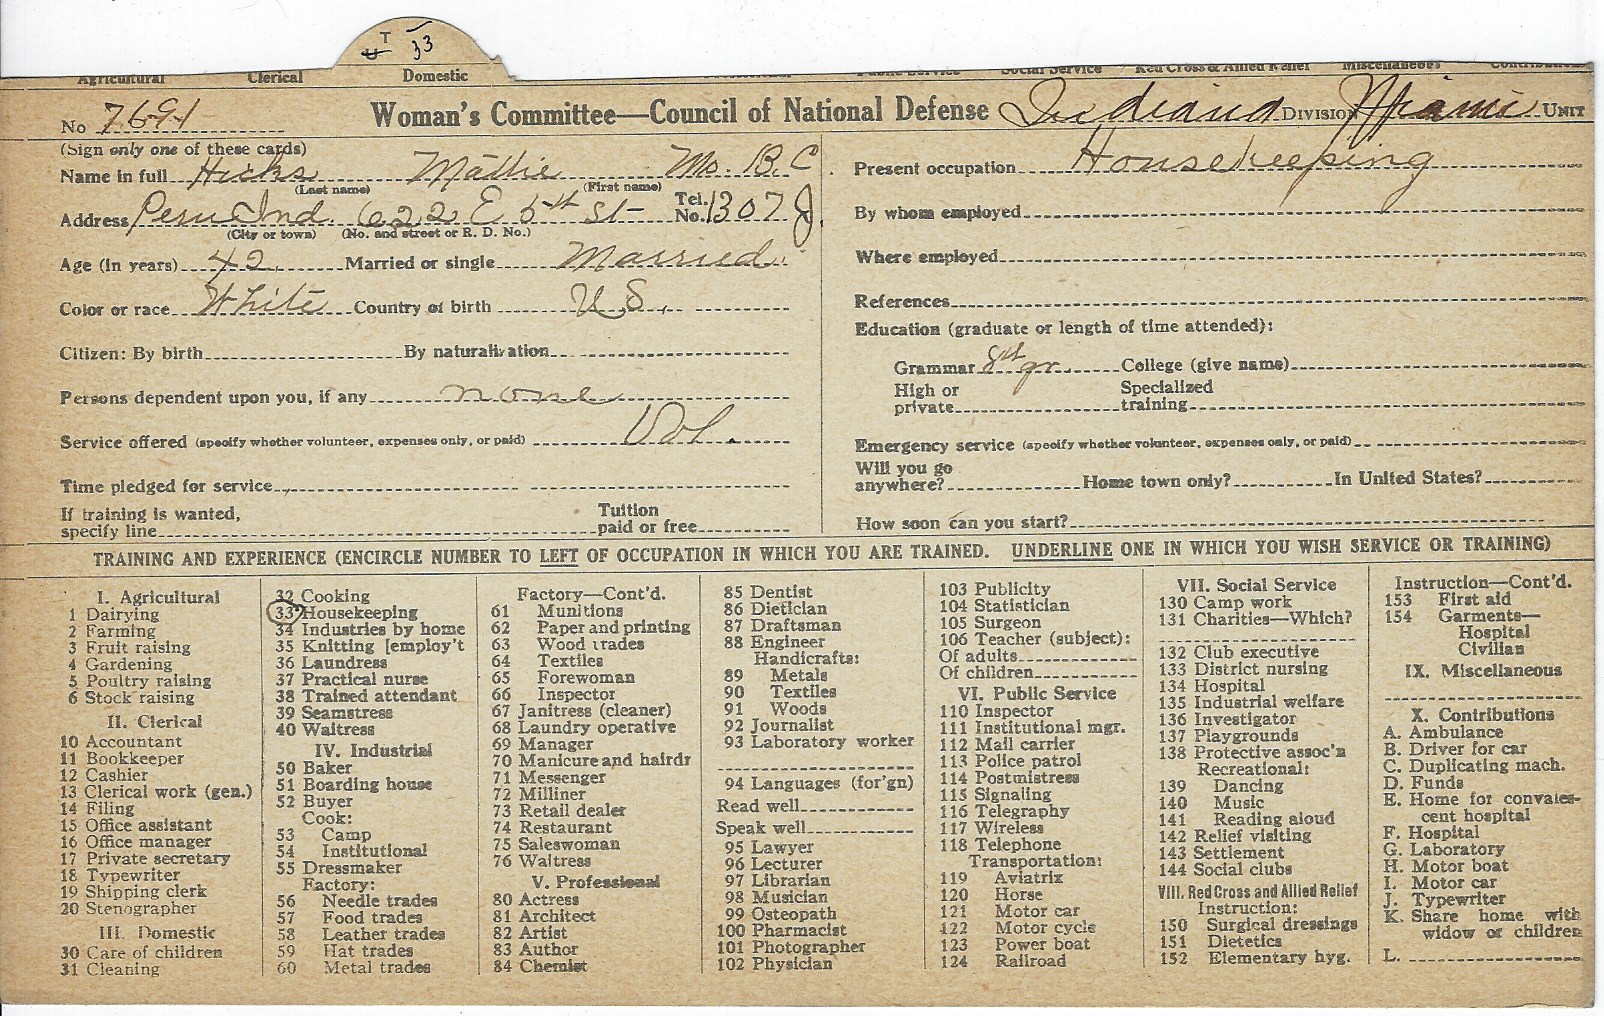 T 33
Agricultural Clerical Domestic Public Service Social Service Red Cross & Allied Relief Miscellaneous
No 7691 Woman's Committee—Council of National Defense Indiana Division Miami Unit
(Sign only one of these cards)
Name in full Hicks Mattie Mrs. B. C.
(Last name) (First name)
Address Peru Ind. 622 E 5th St Tel. No. 1307 J.
(City or town) (No. and street or R. D. No.)
Age (in years) 42 Married or single Married
Color or race White Country of birth U.S.
Citizen: By birth By naturalization
Persons dependent upon you, if any none
Service offered (specify whether volunteer, expenses only, or paid) Vol.
Time pledged for service
If training is wanted, specify line Tuition paid or free
Present occupation Housekeeping
By whom employed
Where employed
References
Education (graduate or length of time attended):
Grammar 8th gr. College (give name)
High or private Specialized training
Emergency service (specify whether volunteer, expenses only, or paid)
Will you go anywhere? Home town only? In United States?
How soon can you start?
TRAINING AND EXPERIENCE (ENCIRCLE NUMBER TO LEFT OF OCCUPATION IN WHICH YOU ARE TRAINED. UNDERLINE ONE IN WHICH YOU WISH SERVICE OR TRAINING)
I. Agricultural
1 Dairying
2 Farming
3 Fruit raising
4 Gardening
5 Poultry raising
6 Stock raising
II. Clerical
10 Accountant
11 Bookkeeper
12 Cashier
13 Clerical work (gen.)
14 Filing
15 Office assistant
16 Office manager
17 Private secretary
18 Typewriter
19 Shipping clerk
20 Stenographer
III. Domestic
30 Care of children
31 Cleaning
32 Cooking
33 Housekeeping
34 Industries by home
35 Knitting [employ't
36 Laundress
37 Practical nurse
38 Trained attendant
39 Seamstress
40 Waitress
IV. Industrial
50 Baker
51 Boarding house
52 Buyer
Cook:
53 Camp
54 Institutional
55 Dressmaker
Factory:
56 Needle trades
57 Food trades
58 Leather trades
59 Hat trades
60 Metal trades
Factory—Cont'd.
61 Munitions
62 Paper and printing
63 Wood trades
64 Textiles
65 Forewoman
66 Inspector
67 Janitress (cleaner)
68 Laundry operative
69 Manager
70 Manicure and hairdr
71 Messenger
72 Milliner
73 Retail dealer
74 Restaurant
75 Saleswoman
76 Waitress
V. Professional
80 Actress
81 Architect
82 Artist
83 Author
84 Chemist
85 Dentist
86 Dietician
87 Draftsman
88 Engineer
Handicrafts:
89 Metals
90 Textiles
91 Woods
92 Journalist
93 Laboratory worker
94 Languages (for'gn)
Read well
Speak well
95 Lawyer
96 Lecturer
97 Librarian
98 Musician
99 Osteopath
100 Pharmacist
101 Photographer
102 Physician
103 Publicity
104 Statistician
105 Surgeon
106 Teacher (subject):
Of adults
Of children
VI. Public Service
110 Inspector
111 Institutional mgr.
112 Mail carrier
113 Police patrol
114 Postmistress
115 Signaling
116 Telegraphy
117 Wireless
118 Telephone
Transportation:
119 Aviatrix
120 Horse
121 Motor car
122 Motor cycle
123 Power boat
124 Railroad
VII. Social Service
130 Camp work
131 Charities—Which?
132 Club executive
133 District nursing
134 Hospital
135 Industrial welfare
136 Investigator
137 Playgrounds
138 Protective assoc'n
Recreational:
139 Dancing
140 Music
141 Reading aloud
142 Relief visiting
143 Settlement
144 Social clubs
VIII. Red Cross and Allied Relief
Instruction:
150 Surgical dressings
151 Dietetics
152 Elementary hyg.
Instruction—Cont'd.
153 First aid
154 Garments—
Hospital
Civilian
IX. Miscellaneous
X. Contributions
A. Ambulance
B. Driver for car
C. Duplicating mach.
D. Funds
E. Home for convales-
cent hospital
F. Hospital
G. Laboratory
H. Motor boat
I. Motor car
J. Typewriter
K. Share home with
widow or children
L.